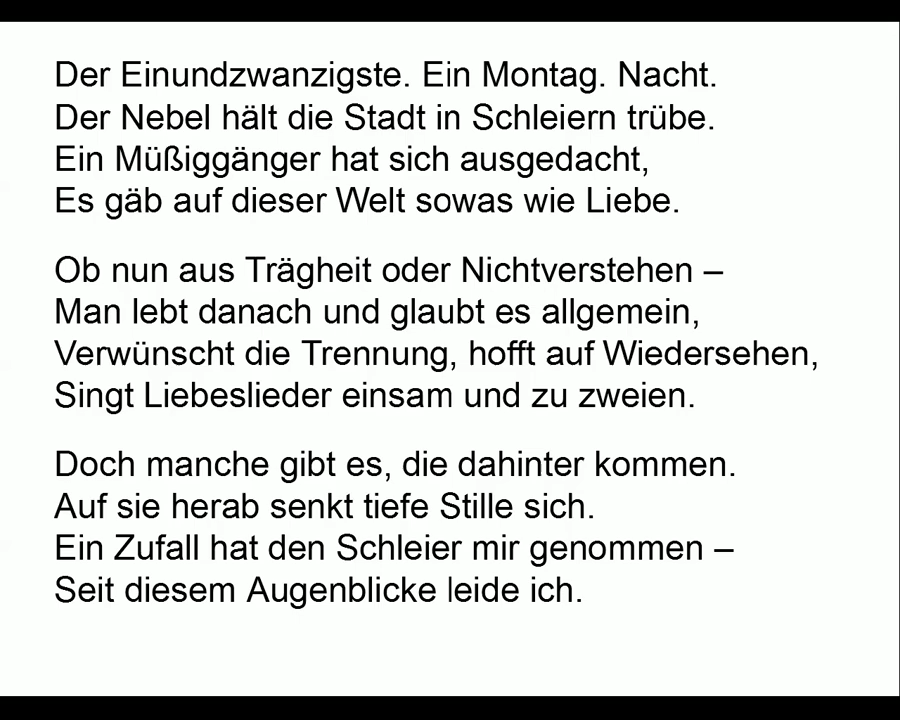 Der Einundzwanzigste. Ein Montag. Nacht.
Der Nebel hält die Stadt in Schleiern trübe.
Ein Müßiggänger hat sich ausgedacht,
Es gäb auf dieser Welt sowas wie Liebe.
Ob nun aus Trägheit oder Nichtverstehen –
Man lebt danach und glaubt es allgemein,
Verwünscht die Trennung, hofft auf Wiedersehen,
Singt Liebeslieder einsam und zu zweien.
Doch manche gibt es, die dahinter kommen.
Auf sie herab senkt tiefe Stille sich.
Ein Zufall hat den Schleier mir genommen –
Seit diesem Augenblicke leide ich.